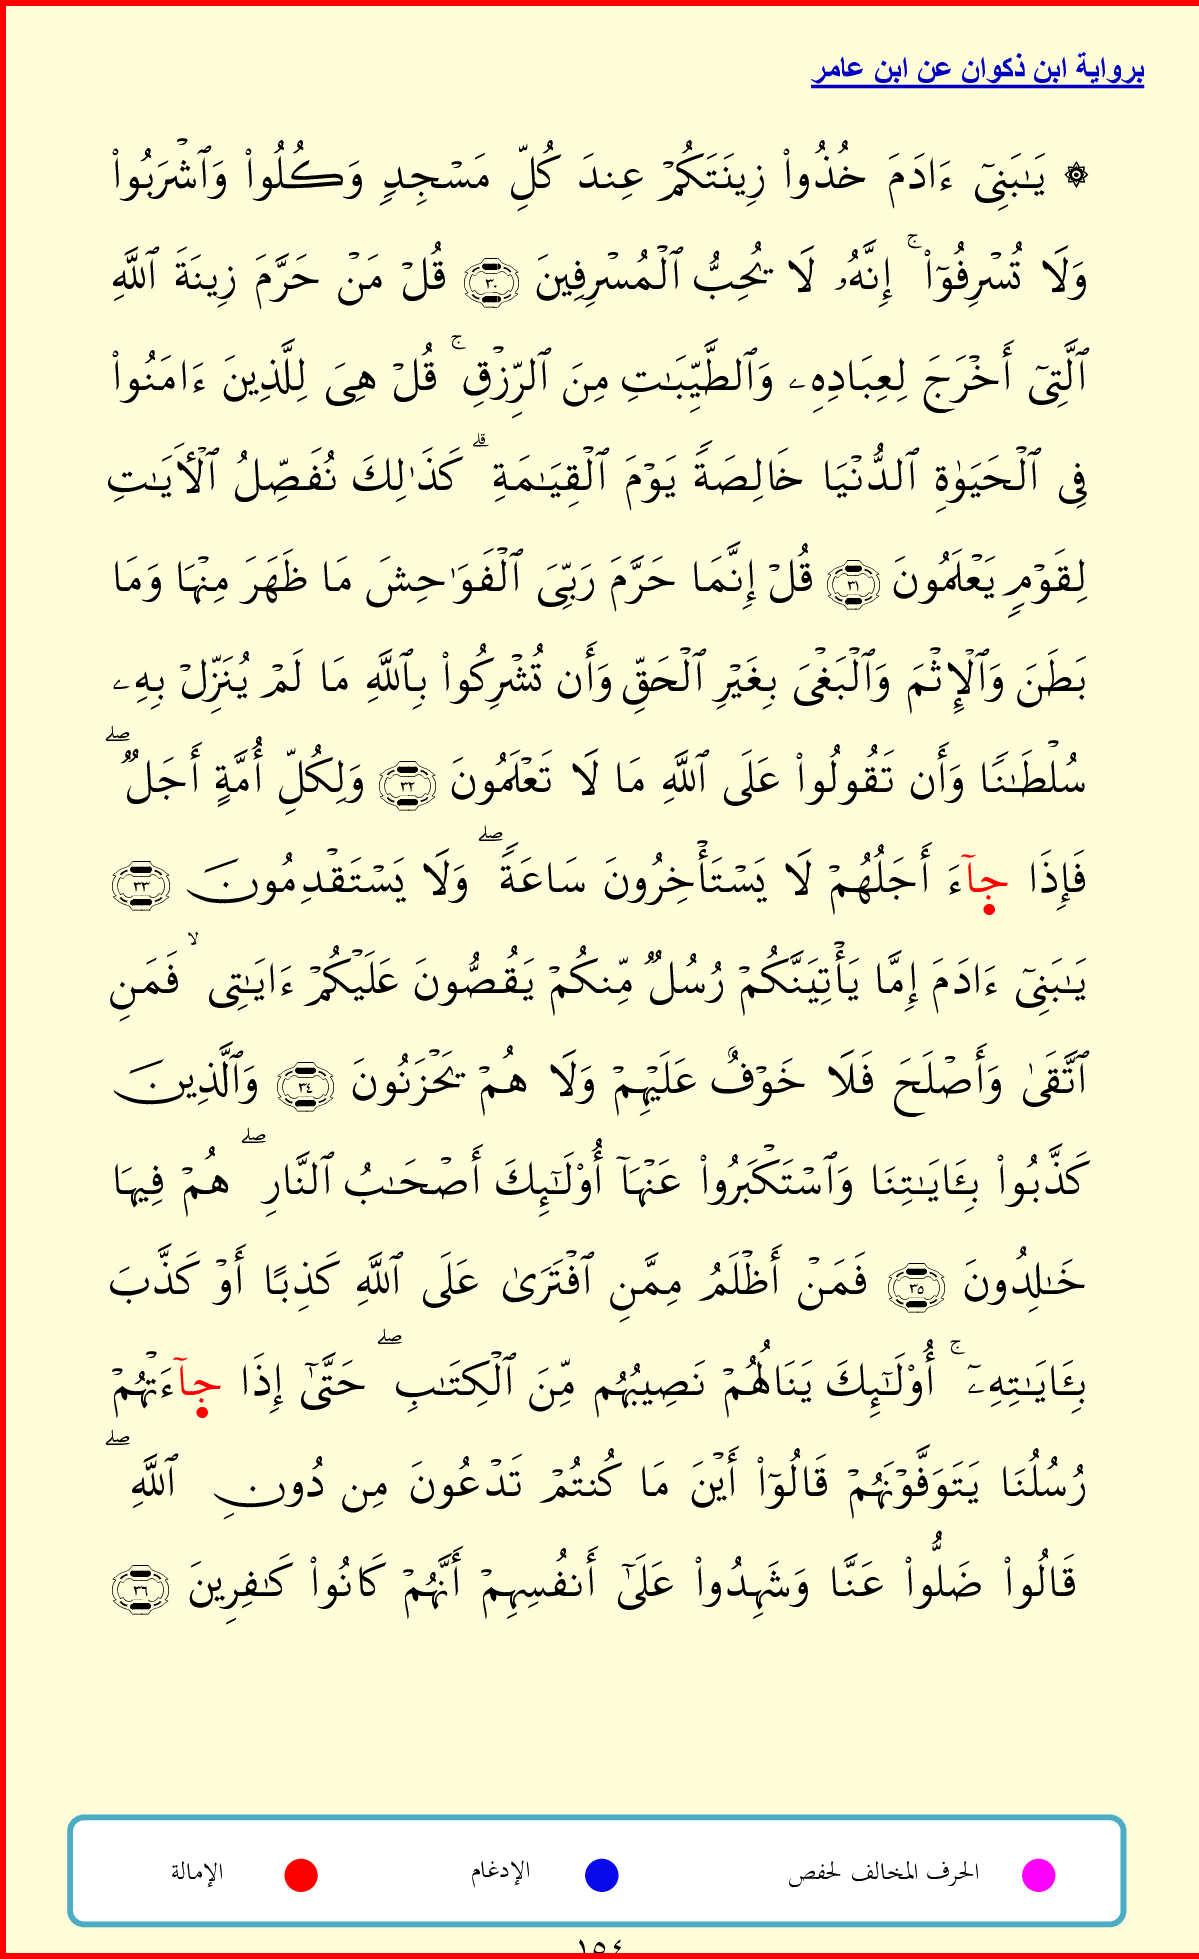 برواية ابن ذكوان عن ابن عامر
۞ يَـٰبَنِىٓ ءَادَمَ خُذُوا۟ زِينَتَكُمْ عِندَ كُلِّ مَسْجِدٍ وَكُلُوا۟ وَٱشْرَبُوا۟
وَلَا تُسْرِفُوٓا۟ ۚ إِنَّهُۥ لَا يُحِبُّ ٱلْمُسْرِفِينَ ٣٠ قُلْ مَنْ حَرَّمَ زِينَةَ ٱللَّهِ
ٱلَّتِىٓ أَخْرَجَ لِعِبَادِهِۦ وَٱلطَّيِّبَـٰتِ مِنَ ٱلرِّزْقِ ۚ قُلْ هِىَ لِلَّذِينَ ءَامَنُوا۟
فِى ٱلْحَيَوٰةِ ٱلدُّنْيَا خَالِصَةً يَوْمَ ٱلْقِيَـٰمَةِ ۗ كَذَٰلِكَ نُفَصِّلُ ٱلْأَيَـٰتِ
لِقَوْمٍ يَعْلَمُونَ ٣١ قُلْ إِنَّمَا حَرَّمَ رَبِّىَ ٱلْفَوَٰحِشَ مَا ظَهَرَ مِنْهَا وَمَا
بَطَنَ وَٱلْإِثْمَ وَٱلْبَغْىَ بِغَيْرِ ٱلْحَقِّ وَأَن تُشْرِكُوا۟ بِٱللَّهِ مَا لَمْ يُنَزِّلْ بِهِۦ
سُلْطَـٰنًا وَأَن تَقُولُوا۟ عَلَى ٱللَّهِ مَا لَا تَعْلَمُونَ ٣٢ وَلِكُلِّ أُمَّةٍ أَجَلٌ ۖ
فَإِذَا جآءَ أَجَلُهُمْ لَا يَسْتَأْخِرُونَ سَاعَةً ۖ وَلَا يَسْتَقْدِمُونَ ٣٣
يَـٰبَنِىٓ ءَادَمَ إِمَّا يَأْتِيَنَّكُمْ رُسُلٌ مِّنكُمْ يَقُصُّونَ عَلَيْكُمْ ءَايَـٰتِى ۙ فَمَنِ
ٱتَّقَىٰ وَأَصْلَحَ فَلَا خَوْفٌ عَلَيْهِمْ وَلَا هُمْ يَحْزَنُونَ ٣٤ وَٱلَّذِينَ
كَذَّبُوا۟ بِـَٔايَـٰتِنَا وَٱسْتَكْبَرُوا۟ عَنْهَآ أُو۟لَـٰٓئِكَ أَصْحَـٰبُ ٱلنَّارِ ۖ هُمْ فِيهَا
خَـٰلِدُونَ ٣٥ فَمَنْ أَظْلَمُ مِمَّنِ ٱفْتَرَىٰ عَلَى ٱللَّهِ كَذِبًا أَوْ كَذَّبَ
بِـَٔايَـٰتِهِۦٓ ۚ أُو۟لَـٰٓئِكَ يَنَالُهُمْ نَصِيبُهُم مِّنَ ٱلْكِتَـٰبِ ۖ حَتَّىٰٓ إِذَا جآءَتْهُمْ
رُسُلُنَا يَتَوَفَّوْنَهُمْ قَالُوٓا۟ أَيْنَ مَا كُنتُمْ تَدْعُونَ مِن دُونِ ٱللَّهِ ۖ
قَالُوا۟ ضَلُّوا۟ عَنَّا وَشَهِدُوا۟ عَلَىٰٓ أَنفُسِهِمْ أَنَّهُمْ كَانُوا۟ كَـٰفِرِينَ ٣٦
الحرف المخالف لحفص الإدغام الإمالة
١٥٤